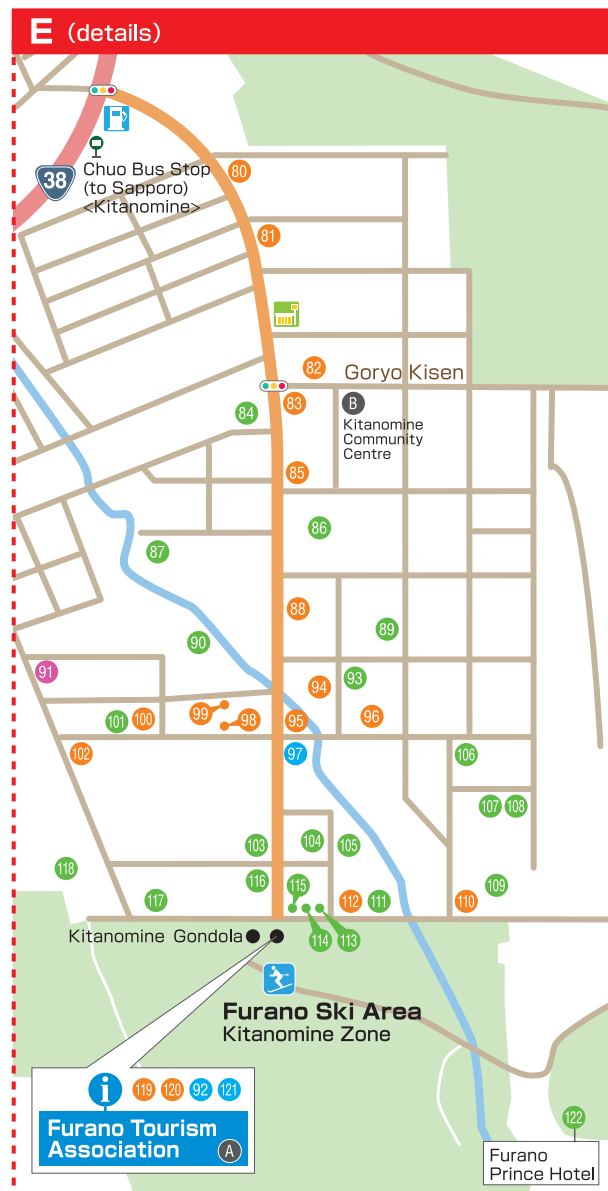 E (details)
38
Chuo Bus Stop
(to Sapporo)
<Kitanomine>
80
81
82
Goryo Kisen
83
84
B
Kitanomine
Community
Centre
85
86
87
88
89
90
91
93
94
95
96
97
98
99
100
101
102
103
104
105
106
107
108
109
110
111
112
113
114
115
116
117
118
Kitanomine Gondola
Furano Ski Area
Kitanomine Zone
i
119
120
92
121
Furano Tourism
Association
A
122
Furano
Prince Hotel